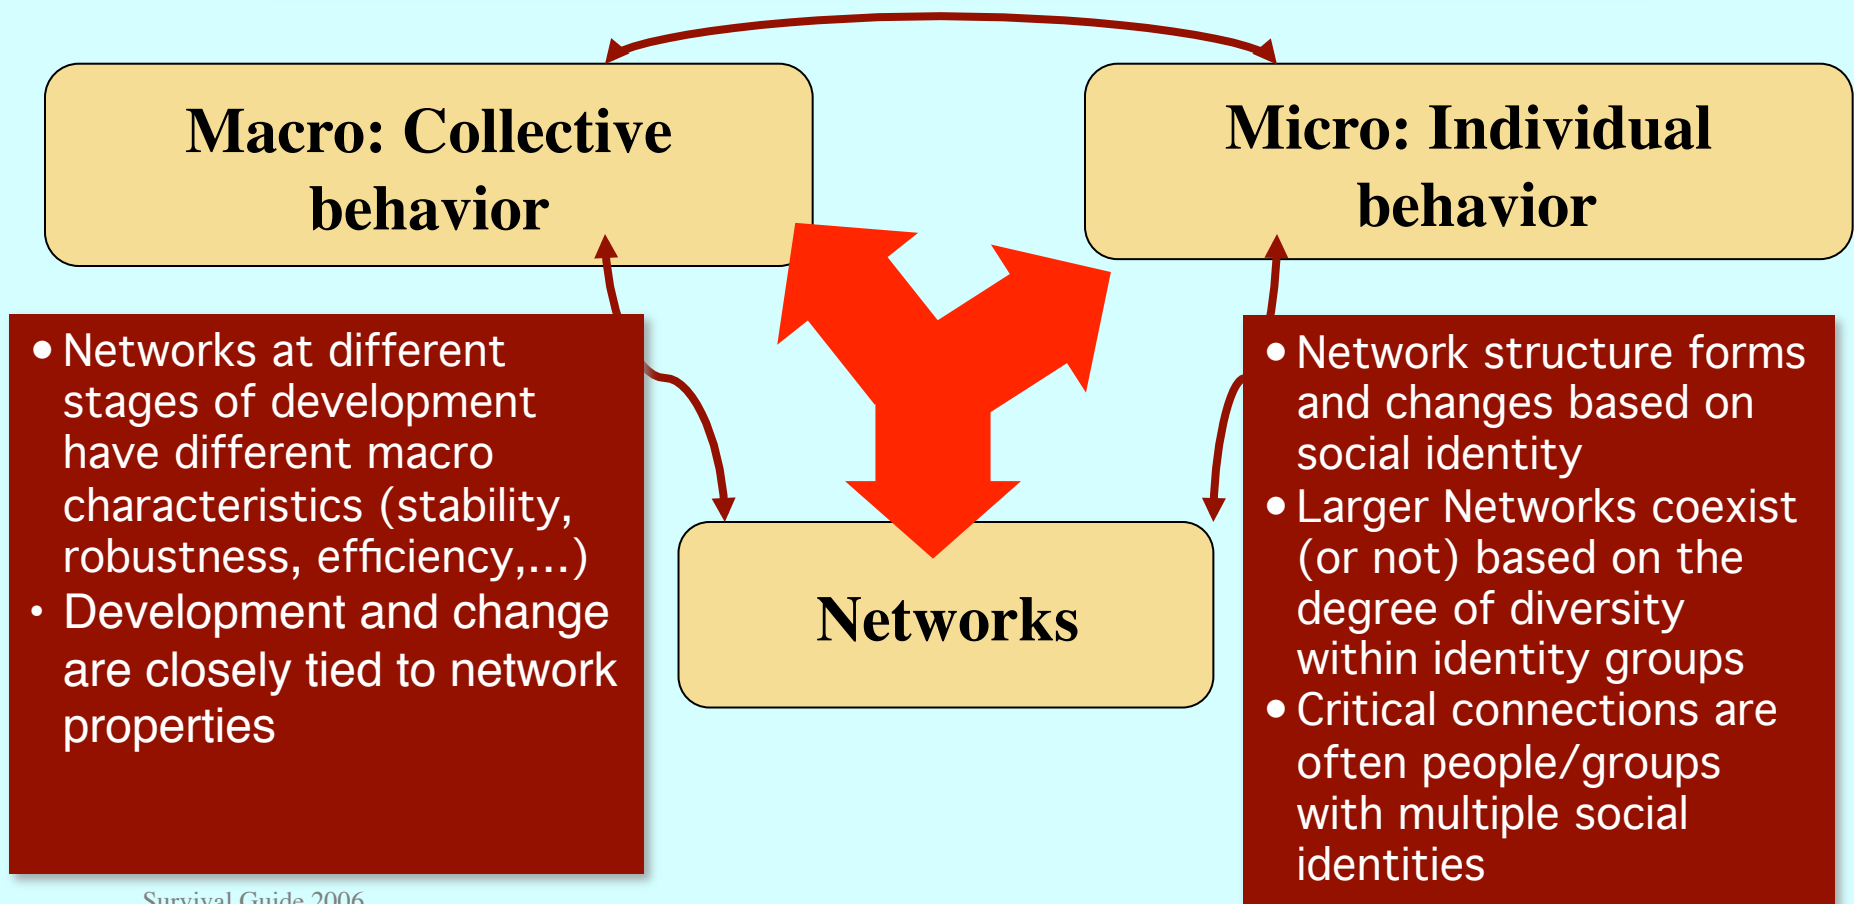 Macro: Collective
behavior
Micro: Individual
behavior
• Networks at different
stages of development
have different macro
characteristics (stability,
robustness, efficiency,...)
• Development and change
are closely tied to network
properties
Networks
• Network structure forms
and changes based on
social identity
• Larger Networks coexist
(or not) based on the
degree of diversity
within identity groups
• Critical connections are
often people/groups
with multiple social
identities
Survival Guide 2006